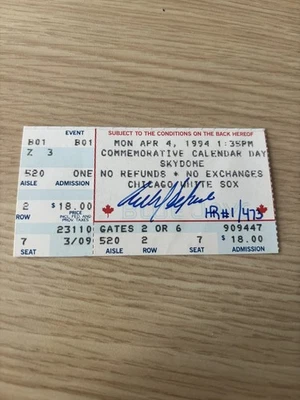 EVENT
B01 B01
Z 3
520 ONE
AISLE ADMISSION
2 $18.00
PRICE
INCL. FED. AND
PROV. TAXES
23110
7 3/09
SEAT
SUBJECT TO THE CONDITIONS ON THE BACK HEREOF
MON APR 4, 1994 1:35PM
COMMEMORATIVE CALENDAR DAY
SKYDOME
NO REFUNDS * NO EXCHANGES
CHICAGO WHITE SOX
HR#1/473
GATES 2 OR 6 909447
520 2 7 $18.00
AISLE SEAT ADMISSION